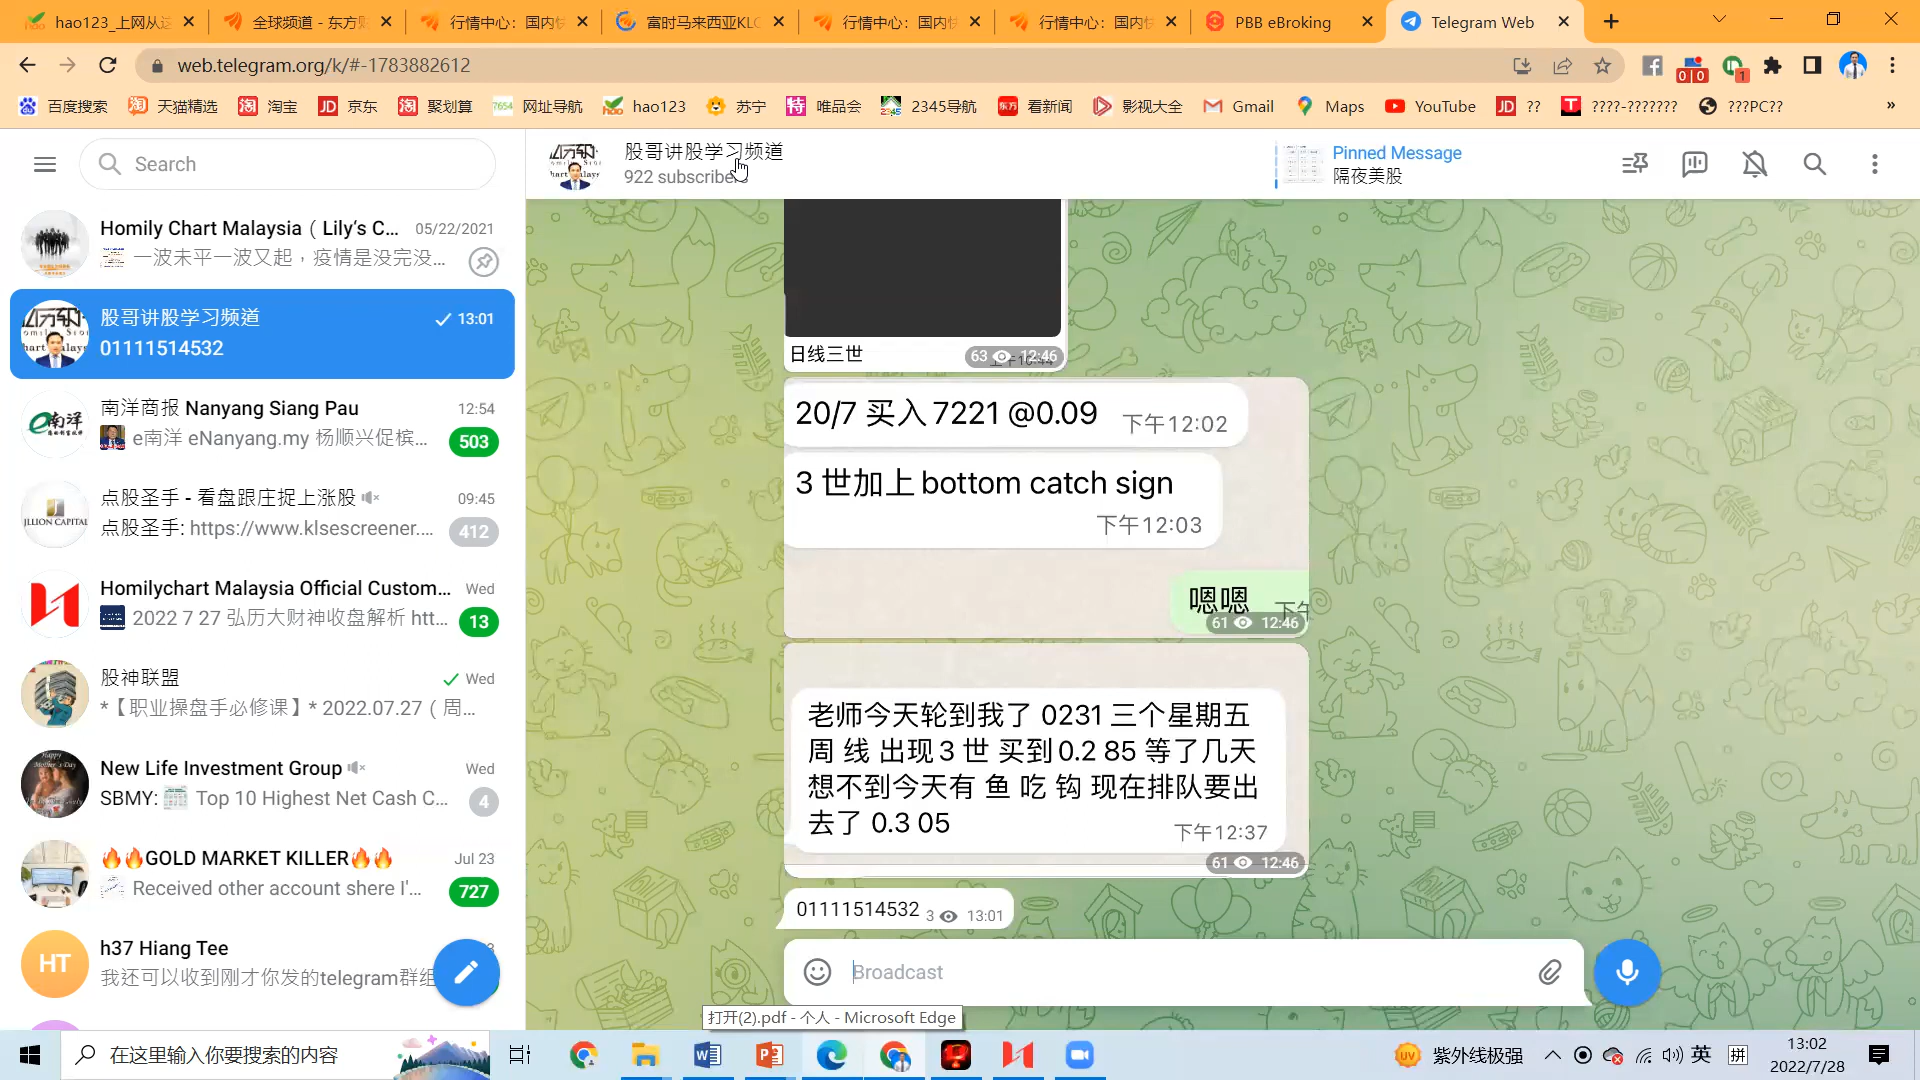 hao123_上网从这
全球频道 - 东方财
行情中心：国内快
富时马来西亚KLC
行情中心：国内快
行情中心：国内快
PBB eBroking
Telegram Web
web.telegram.org/k/#-1783882612
0|0
1
百度搜索
天猫精选
淘宝
京东
聚划算
网址导航
hao123
苏宁
唯品会
2345导航
看新闻
影视大全
Gmail
Maps
YouTube
??
????-???????
???PC??
»
Search
Homily Chart Malaysia（Lily's C... 05/22/2021
一波未平一波又起，疫情是没完没...
股哥讲股学习频道 13:01
01111514532
南洋商报 Nanyang Siang Pau 12:54
e南洋 eNanyang.my 杨顺兴促槟... 503
点股圣手 - 看盘跟庄捉上涨股 09:45
点股圣手: https://www.klsescreener.... 412
Homilychart Malaysia Official Custom... Wed
2022 7 27 弘历大财神收盘解析 htt... 13
股神联盟 Wed
*【职业操盘手必修课】* 2022.07.27（周...
New Life Investment Group Wed
SBMY: Top 10 Highest Net Cash C... 4
🔥🔥GOLD MARKET KILLER🔥🔥 Jul 23
Received other account shere I'... 727
HT
h37 Hiang Tee
我还可以收到刚才你发的telegram群组
股哥讲股学习频道
922 subscribers
Pinned Message
隔夜美股
日线三世
63 12:46
20/7 买入 7221 @0.09 下午12:02
3 世加上 bottom catch sign
下午12:03
嗯嗯 下午
61 12:46
老师今天轮到我了 0231 三个星期五
周 线 出现 3 世 买到 0.2 85 等了几天
想不到今天有 鱼 吃 钩 现在排队要出
去了 0.3 05
下午12:37
61 12:46
01111514532 3 13:01
Broadcast
打开(2).pdf - 个人 - Microsoft Edge
在这里输入你要搜索的内容
UV
紫外线极强
英
拼
13:02
2022/7/28